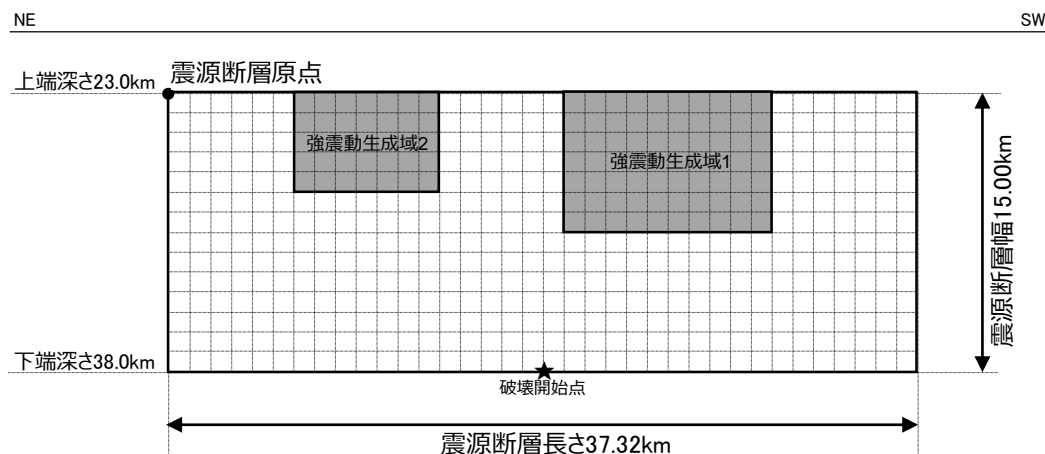 NE
SW
上端深さ23.0km
震源断層原点
強震動生成域2
強震動生成域1
震源断層幅15.00km
下端深さ38.0km
破壊開始点
震源断層長さ37.32km